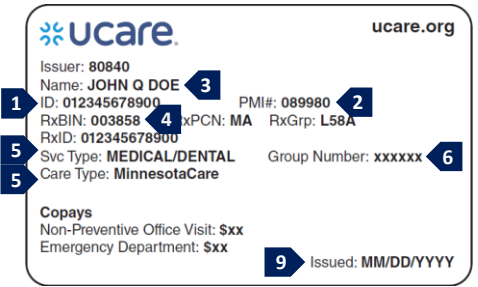 ucare. ucare.org
Issuer: 80840
Name: JOHN Q DOE 3
1 ID: 012345678900 PMI#: 089980 2
RxBIN: 003858 4 xPCN: MA RxGrp: L58A
RxID: 012345678900
5 Svc Type: MEDICAL/DENTAL Group Number: xxxxxx 6
5 Care Type: MinnesotaCare
Copays
Non-Preventive Office Visit: $xx
Emergency Department: $xx
9 Issued: MM/DD/YYYY